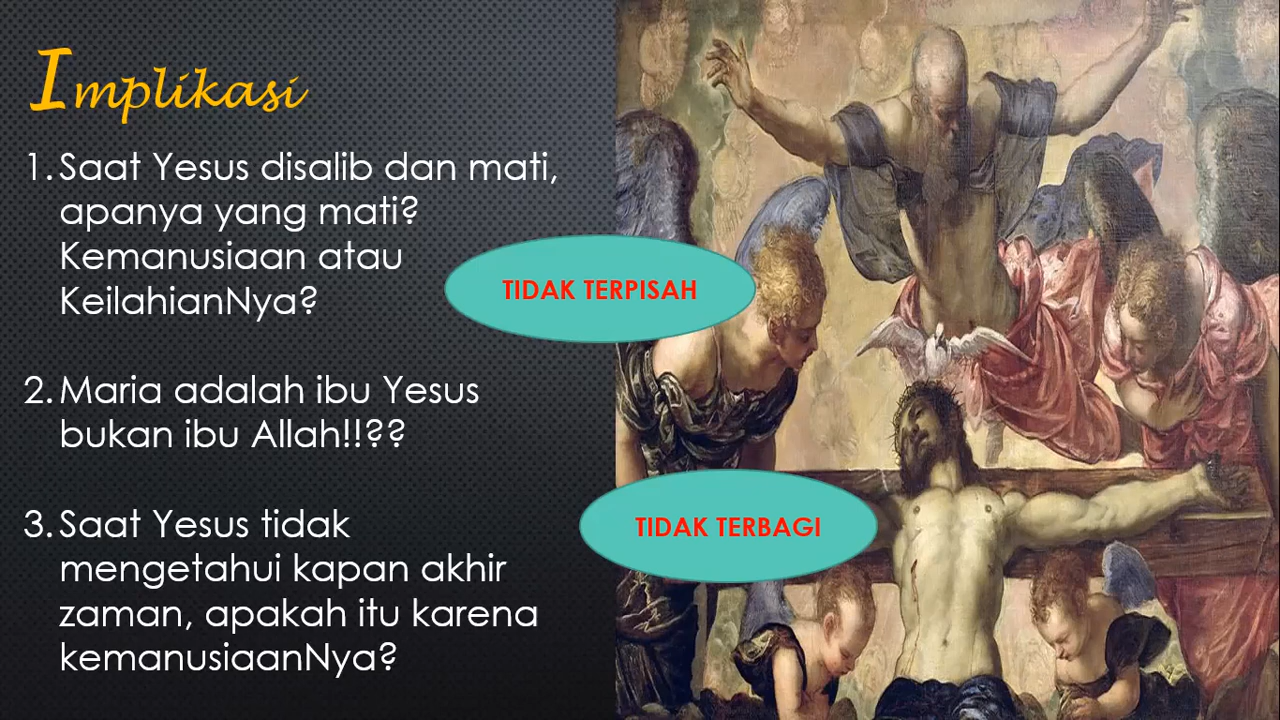 Implikasi
1. Saat Yesus disalib dan mati,
apanya yang mati?
Kemanusiaan atau
KeilahianNya?
TIDAK TERPISAH
2. Maria adalah ibu Yesus
bukan ibu Allah!!??
3. Saat Yesus tidak
mengetahui kapan akhir
zaman, apakah itu karena
kemanusiaanNya?
TIDAK TERBAGI